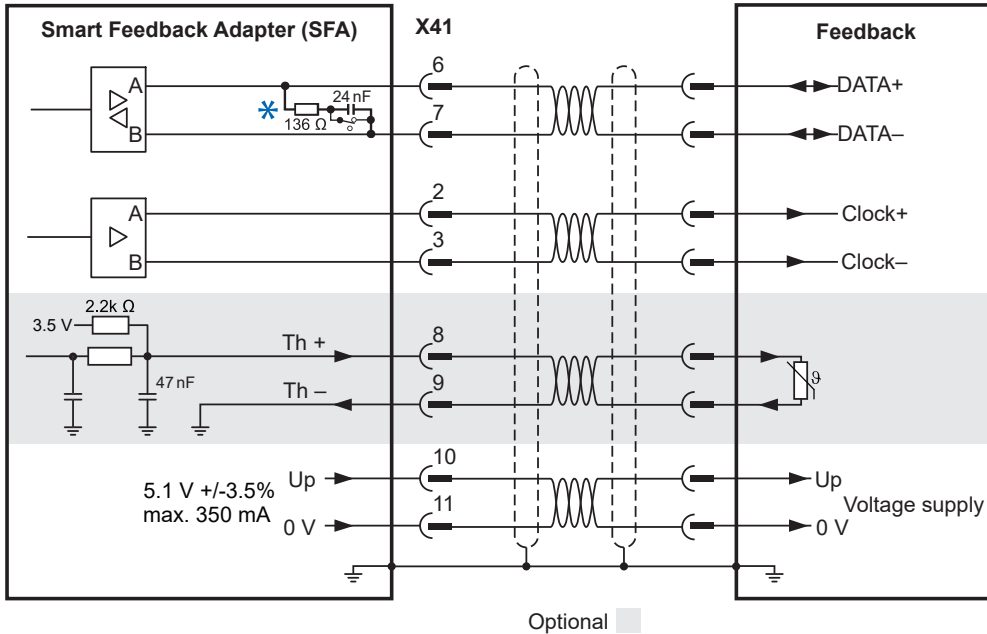 Smart Feedback Adapter (SFA)
X41
Feedback
A
B
*
136 Ω
24 nF
6
7
DATA+
DATA–
A
B
2
3
Clock+
Clock–
2.2k Ω
3.5 V
47 nF
Th +
Th –
8
9
ϑ
5.1 V +/-3.5%
max. 350 mA
Up
0 V
10
11
Up
Voltage supply
0 V
Optional